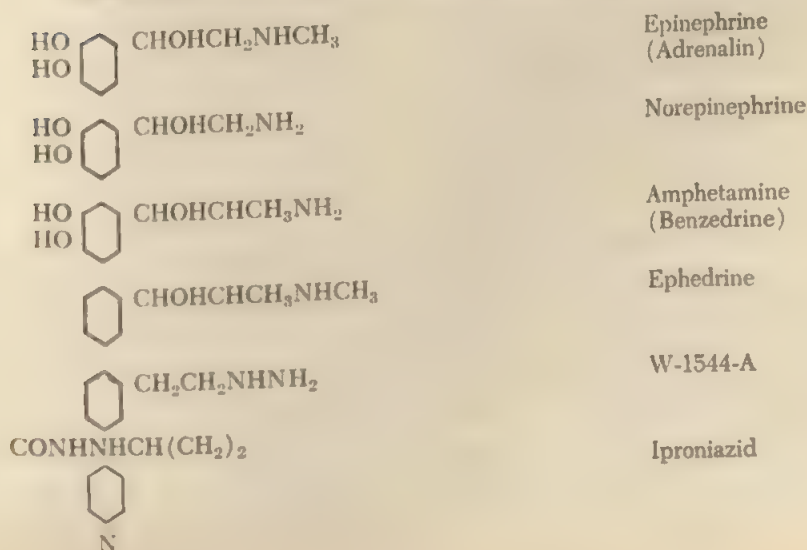 HO CHOHCH₂NHCH₃ Epinephrine
HO (Adrenalin)
HO CHOHCH₂NH₂ Norepinephrine
HO
HO CHOHCHCH₃NH₂ Amphetamine
HO (Benzedrine)
CHOHCHCH₃NHCH₃ Ephedrine
CH₂CH₂NHNH₂ W-1544-A
CONHNHCH(CH₂)₂ Iproniazid
N